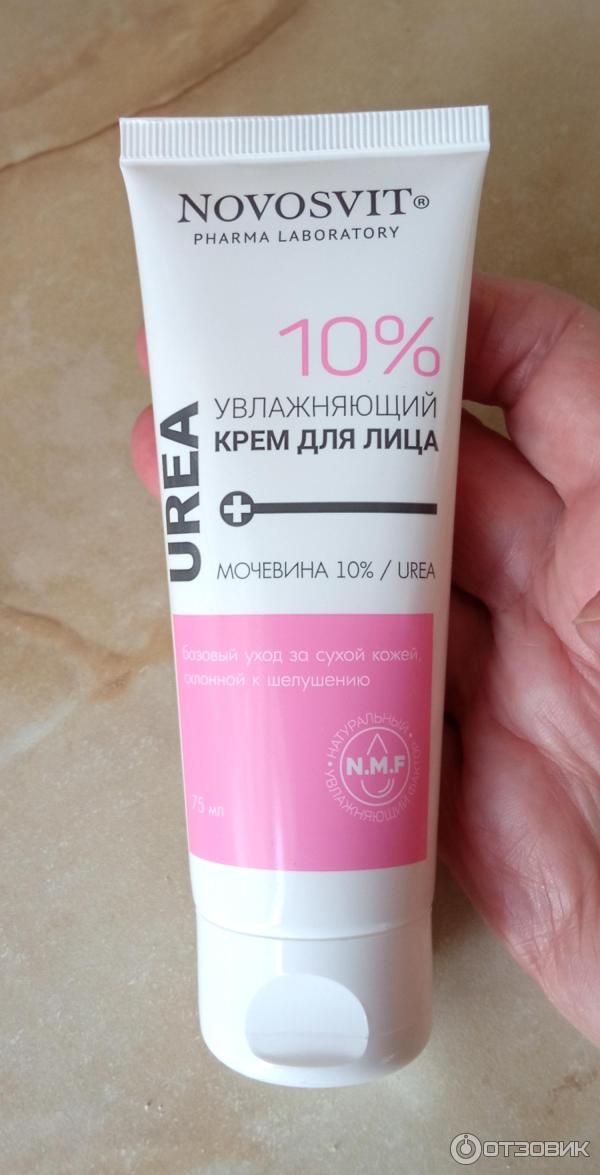 NOVOSVIT®
PHARMA LABORATORY
10%
УВЛАЖНЯЮЩИЙ
КРЕМ ДЛЯ ЛИЦА
UREA
МОЧЕВИНА 10% / UREA
базовый уход за сухой кожей,
склонной к шелушению
НАТУРАЛЬНЫЙ
N.M.F
УВЛАЖНЯЮЩИЙ ФАКТОР
75 мл
ОТЗОВИК